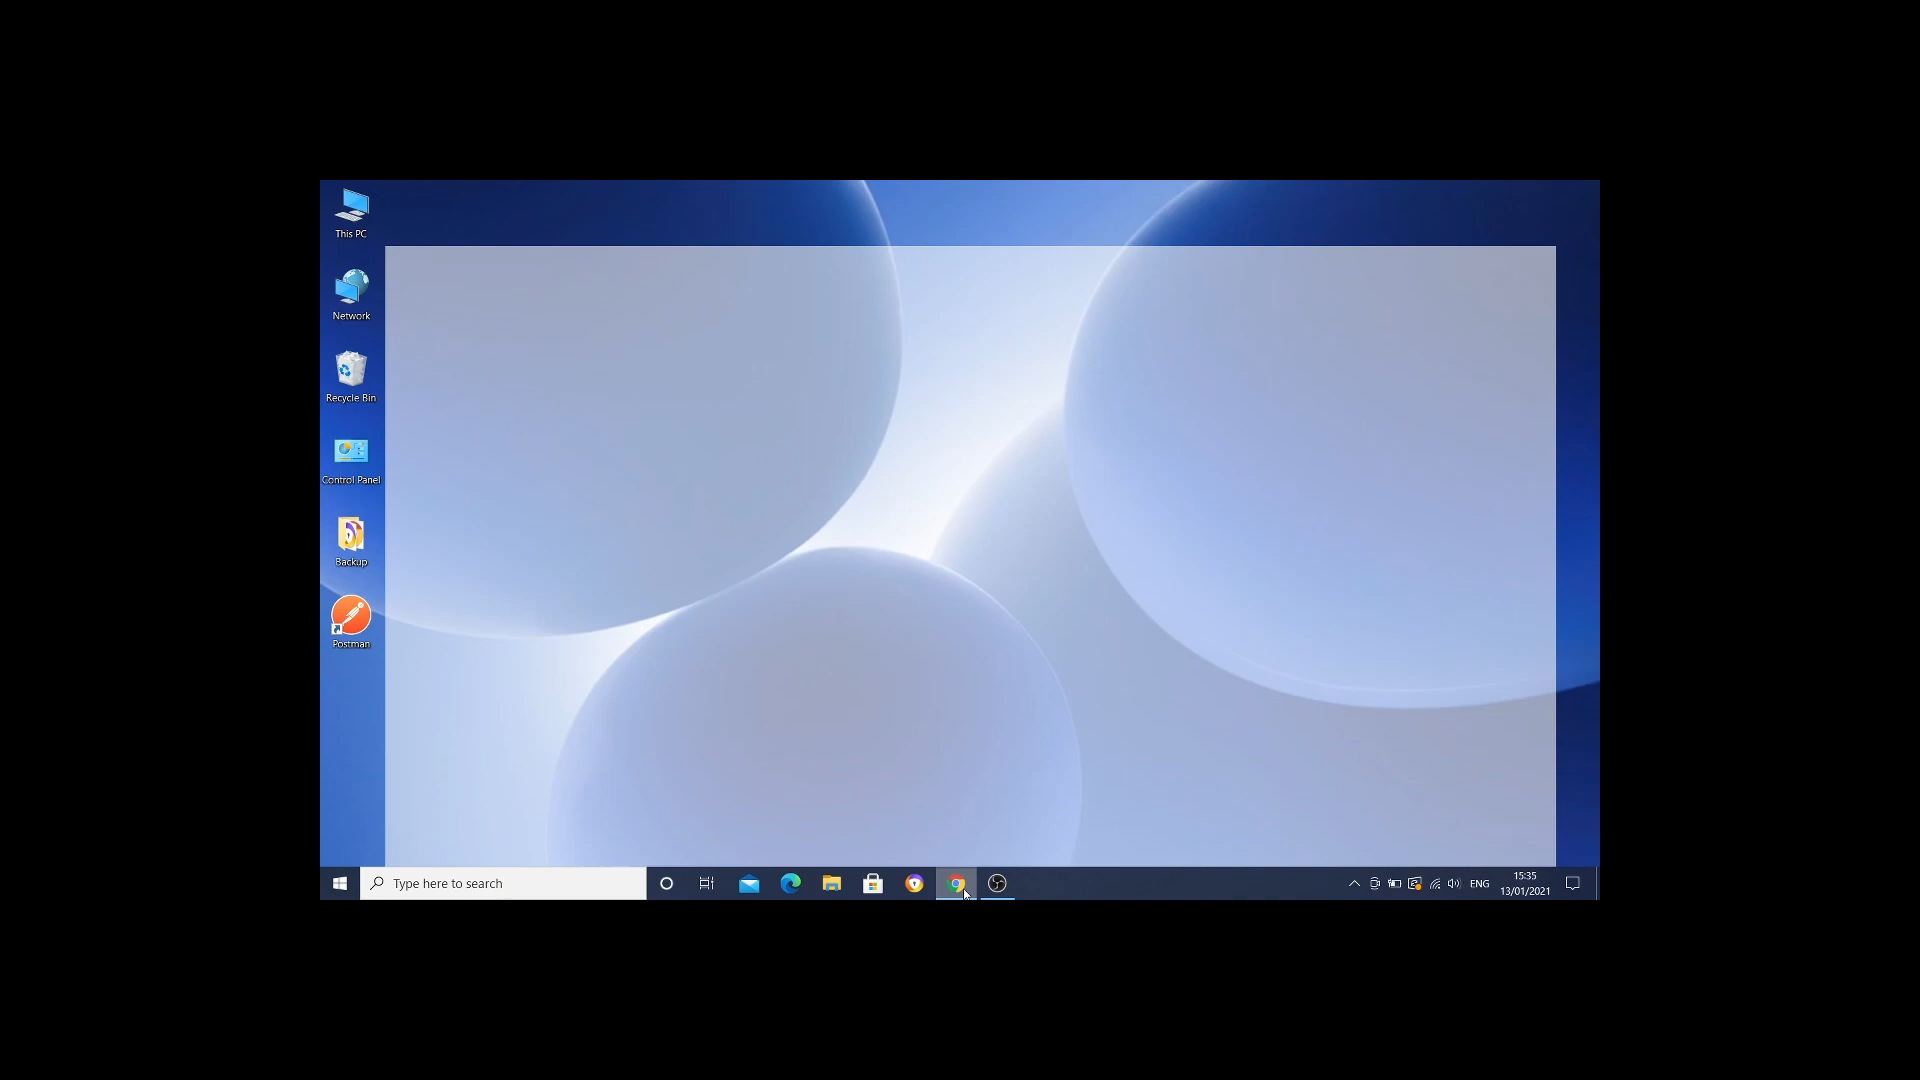 This PC
Network
Recycle Bin
Control Panel
Backup
Postman
Type here to search
ENG
15:35
13/01/2021